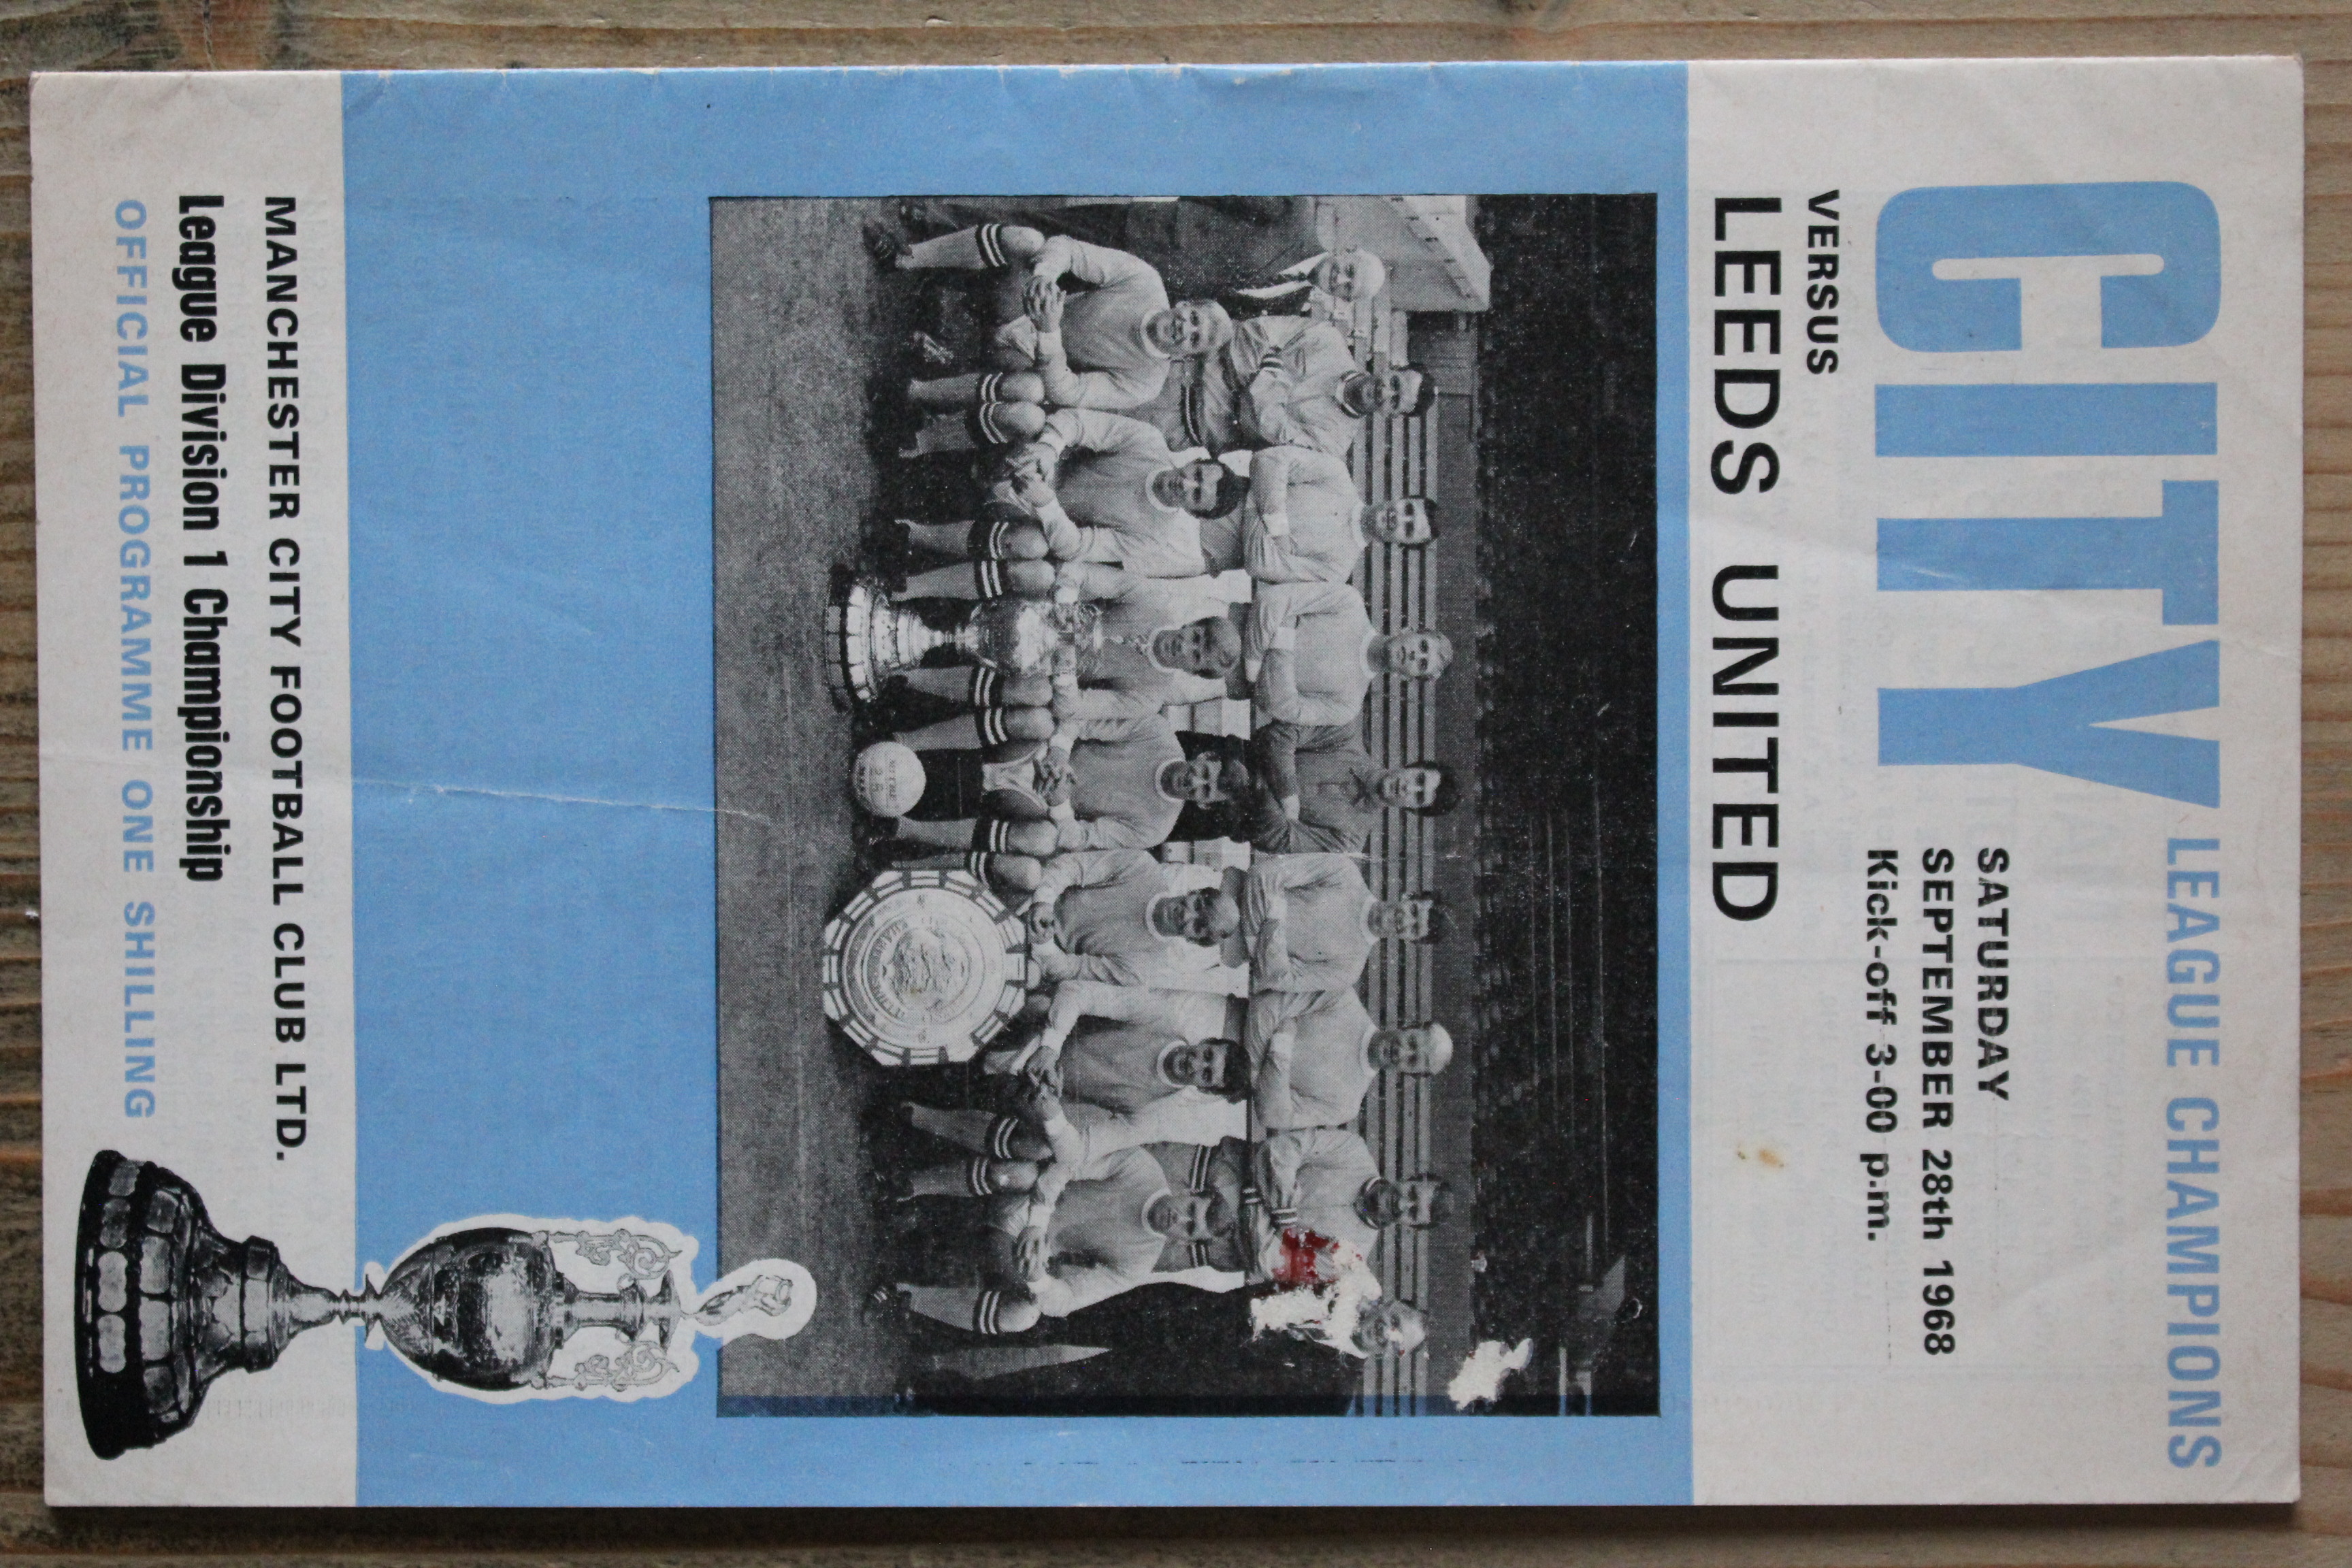 CITY LEAGUE CHAMPIONS
SATURDAY
SEPTEMBER 28th 1968
Kick-off 3-00 p.m.
VERSUS
LEEDS UNITED
MITRE
MANCHESTER CITY FOOTBALL CLUB LTD.
League Division 1 Championship
OFFICIAL PROGRAMME ONE SHILLING